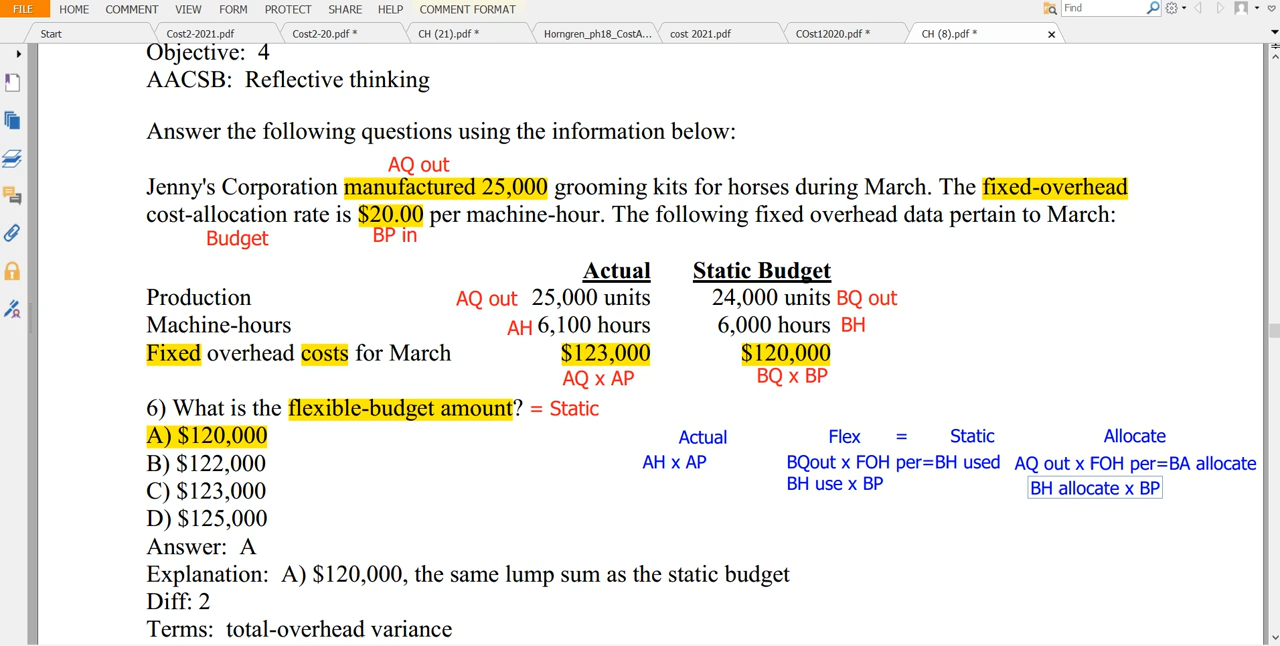 FILE HOME COMMENT VIEW FORM PROTECT SHARE HELP COMMENT FORMAT Find
Start Cost2-2021.pdf Cost2-20.pdf * CH (21).pdf * Horngren_ph18_CostA... cost 2021.pdf COst12020.pdf * CH (8).pdf *
Objective: 4
AACSB: Reflective thinking
Answer the following questions using the information below:
AQ out
Jenny's Corporation manufactured 25,000 grooming kits for horses during March. The fixed-overhead
cost-allocation rate is $20.00 per machine-hour. The following fixed overhead data pertain to March:
Budget BP in
Actual Static Budget
Production AQ out 25,000 units 24,000 units BQ out
Machine-hours AH 6,100 hours 6,000 hours BH
Fixed overhead costs for March $123,000 $120,000
AQ x AP BQ x BP
6) What is the flexible-budget amount? = Static
A) $120,000
Actual Flex = Static Allocate
B) $122,000
AH x AP BQout x FOH per=BH used AQ out x FOH per=BA allocate
BH use x BP BH allocate x BP
C) $123,000
D) $125,000
Answer: A
Explanation: A) $120,000, the same lump sum as the static budget
Diff: 2
Terms: total-overhead variance